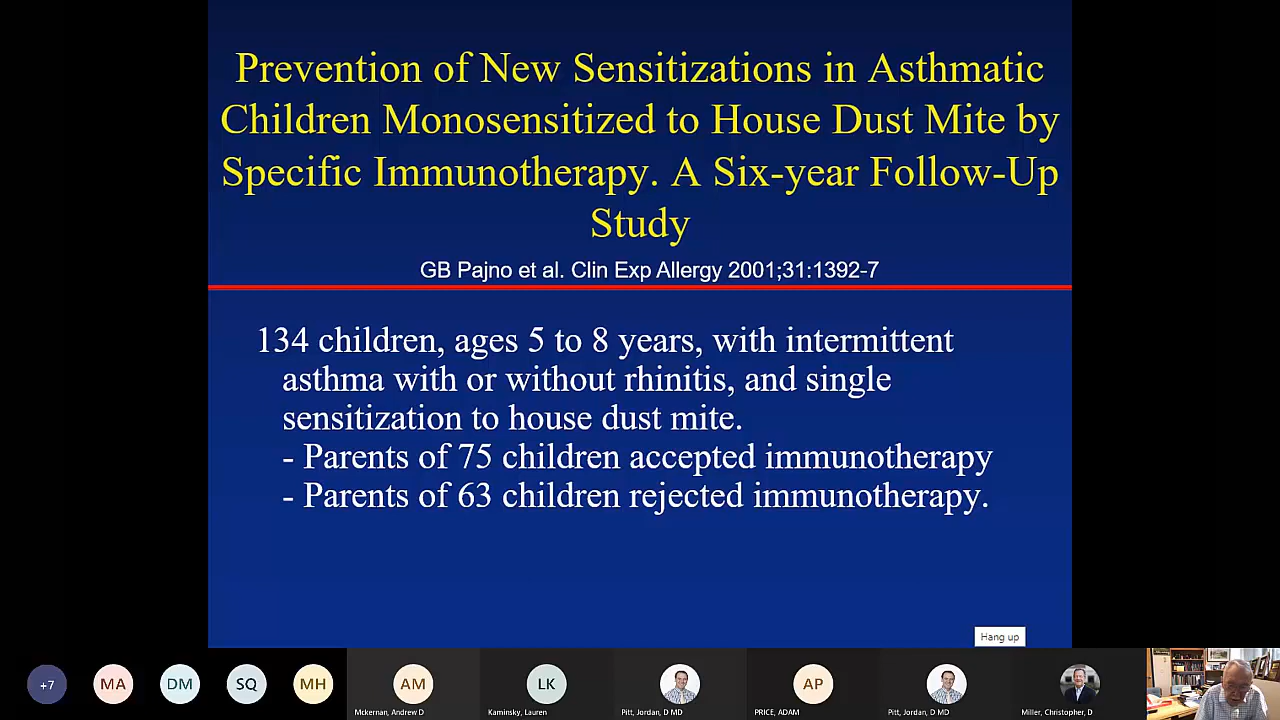 Prevention of New Sensitizations in Asthmatic
Children Monosensitized to House Dust Mite by
Specific Immunotherapy. A Six-year Follow-Up
Study
GB Pajno et al. Clin Exp Allergy 2001;31:1392-7
134 children, ages 5 to 8 years, with intermittent
asthma with or without rhinitis, and single
sensitization to house dust mite.
- Parents of 75 children accepted immunotherapy
- Parents of 63 children rejected immunotherapy.
Hang up
+7
MA
DM
SQ
MH
AM
LK
AP
Mckernan, Andrew D
Kaminsky, Lauren
Pitt, Jordan, D MD
PRICE, ADAM
Pitt, Jordan, D MD
Miller, Christopher, D